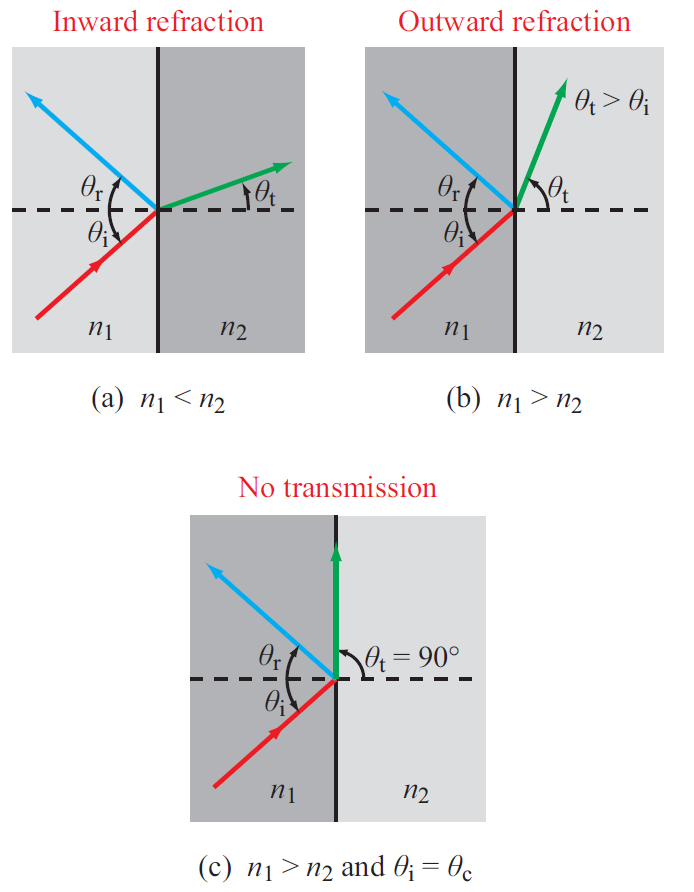 Inward refraction
θr
θi
θt
n1
n2
(a) n1 < n2
Outward refraction
θt > θi
θr
θi
θt
n1
n2
(b) n1 > n2
No transmission
θr
θi
θt = 90°
n1
n2
(c) n1 > n2 and θi = θc